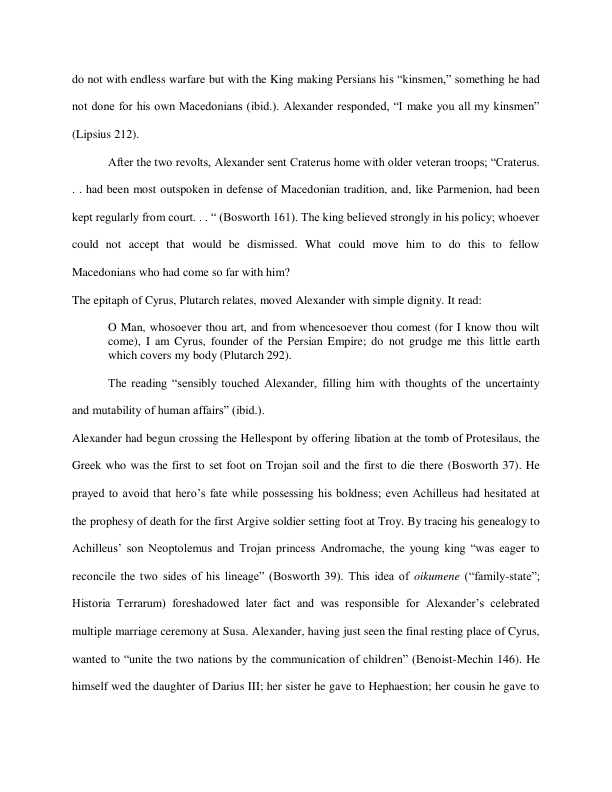 do not with endless warfare but with the King making Persians his “kinsmen,” something he had
not done for his own Macedonians (ibid.). Alexander responded, “I make you all my kinsmen”
(Lipsius 212).
After the two revolts, Alexander sent Craterus home with older veteran troops; “Craterus.
. . had been most outspoken in defense of Macedonian tradition, and, like Parmenion, had been
kept regularly from court. . . “ (Bosworth 161). The king believed strongly in his policy; whoever
could not accept that would be dismissed. What could move him to do this to fellow
Macedonians who had come so far with him?
The epitaph of Cyrus, Plutarch relates, moved Alexander with simple dignity. It read:
O Man, whosoever thou art, and from whencesoever thou comest (for I know thou wilt
come), I am Cyrus, founder of the Persian Empire; do not grudge me this little earth
which covers my body (Plutarch 292).
The reading “sensibly touched Alexander, filling him with thoughts of the uncertainty
and mutability of human affairs” (ibid.).
Alexander had begun crossing the Hellespont by offering libation at the tomb of Protesilaus, the
Greek who was the first to set foot on Trojan soil and the first to die there (Bosworth 37). He
prayed to avoid that hero’s fate while possessing his boldness; even Achilleus had hesitated at
the prophesy of death for the first Argive soldier setting foot at Troy. By tracing his genealogy to
Achilleus’ son Neoptolemus and Trojan princess Andromache, the young king “was eager to
reconcile the two sides of his lineage” (Bosworth 39). This idea of oikumene (“family-state”;
Historia Terrarum) foreshadowed later fact and was responsible for Alexander’s celebrated
multiple marriage ceremony at Susa. Alexander, having just seen the final resting place of Cyrus,
wanted to “unite the two nations by the communication of children” (Benoist-Mechin 146). He
himself wed the daughter of Darius III; her sister he gave to Hephaestion; her cousin he gave to